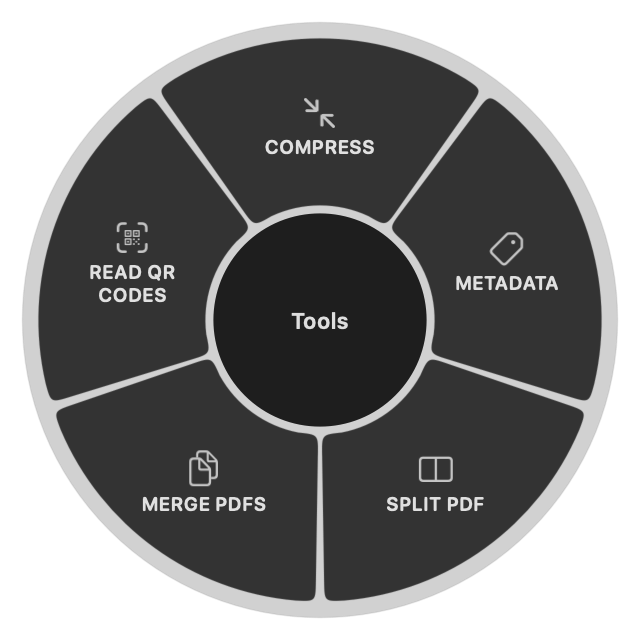 COMPRESS
METADATA
SPLIT PDF
MERGE PDFS
READ QR
CODES
Tools